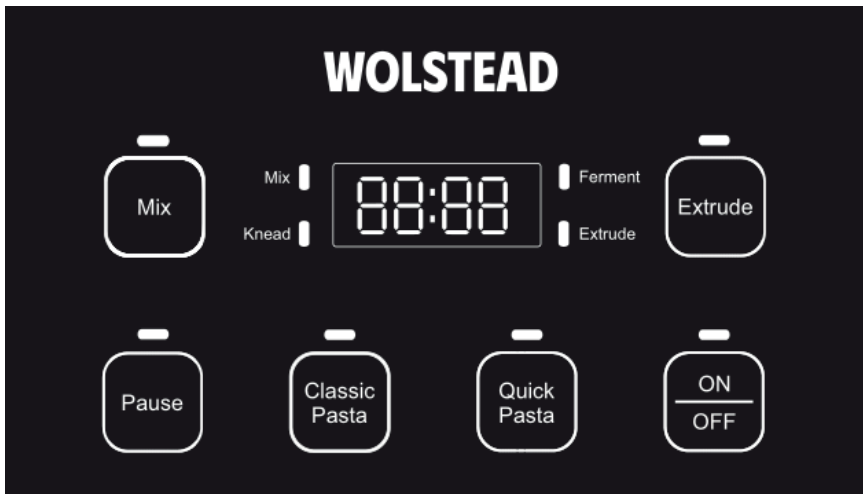 WOLSTEAD
Mix
Mix
88:88
Ferment
Extrude
Knead
Extrude
Pause
Classic
Pasta
Quick
Pasta
ON
OFF